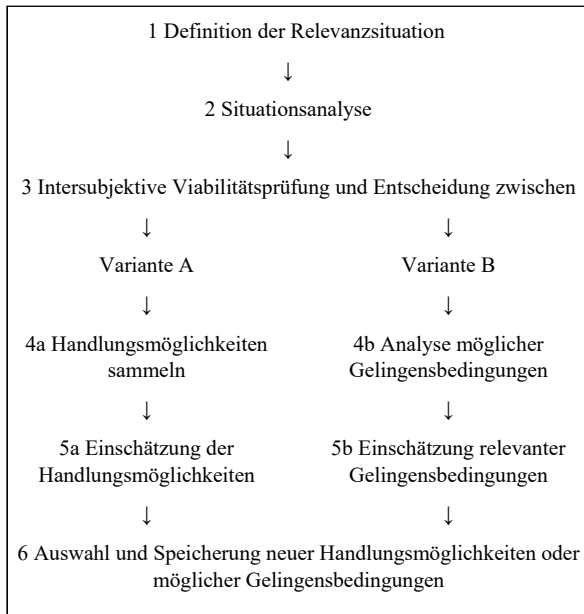 1 Definition der Relevanzsituation
↓
2 Situationsanalyse
↓
3 Intersubjektive Viabilitätsprüfung und Entscheidung zwischen
↓ ↓
Variante A Variante B
↓ ↓
4a Handlungsmöglichkeiten
sammeln
4b Analyse möglicher
Gelingensbedingungen
↓ ↓
5a Einschätzung der
Handlungsmöglichkeiten
5b Einschätzung relevanter
Gelingensbedingungen
↓ ↓
6 Auswahl und Speicherung neuer Handlungsmöglichkeiten oder
möglicher Gelingensbedingungen